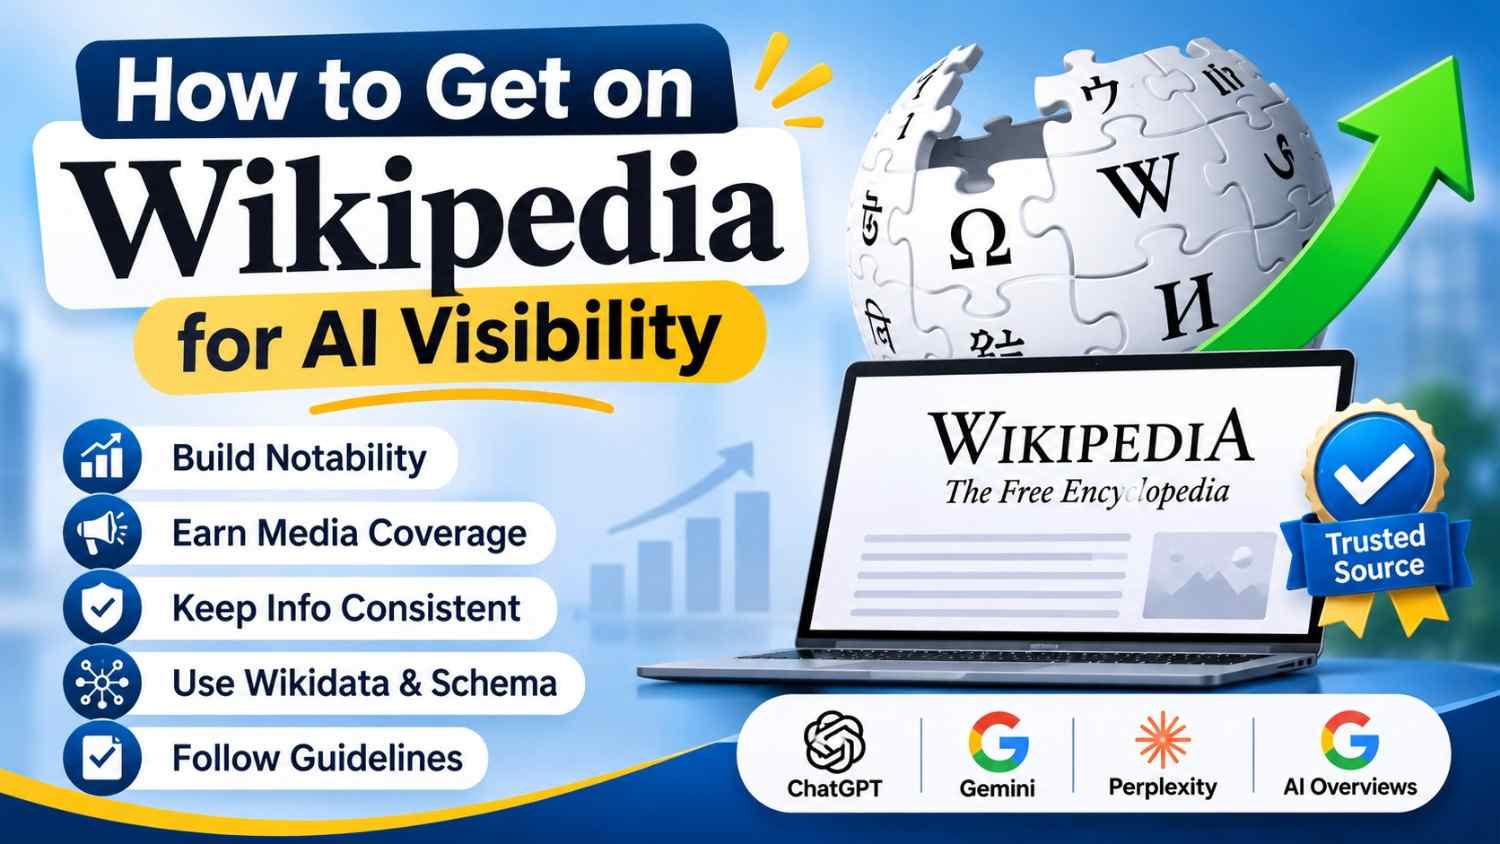 How to Get on
Wikipedia
for AI Visibility
Build Notability
Earn Media Coverage
Keep Info Consistent
Use Wikidata & Schema
Follow Guidelines
Ω
W
И
ウ
WIKIPEDIA
The Free Encyclopedia
Trusted
Source
ChatGPT
Gemini
Perplexity
AI Overviews